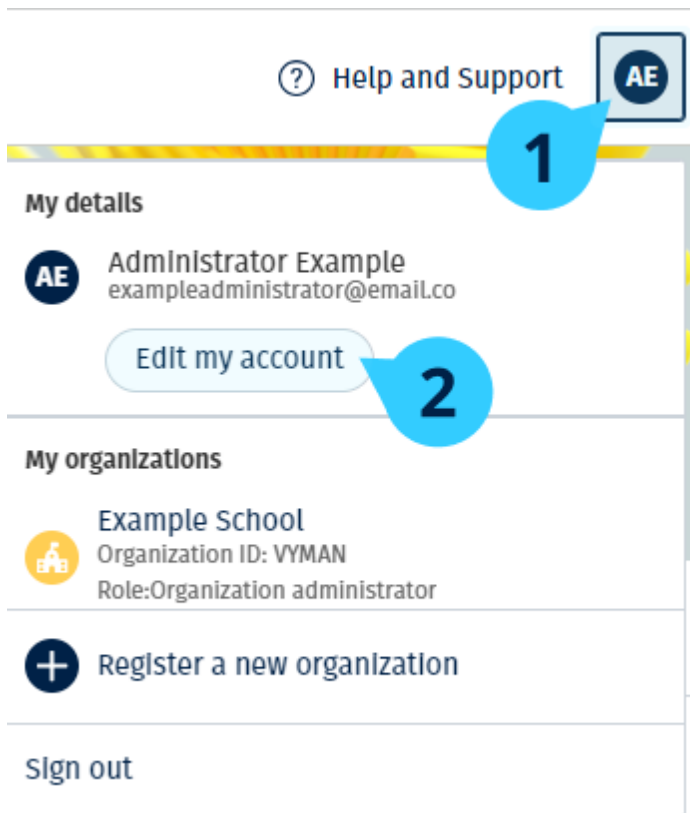 ? Help and Support AE
1
My details
AE Administrator Example
exampleadministrator@email.co
Edit my account
2
My organizations
Example School
Organization ID: VYMAN
Role:Organization administrator
Register a new organization
Sign out